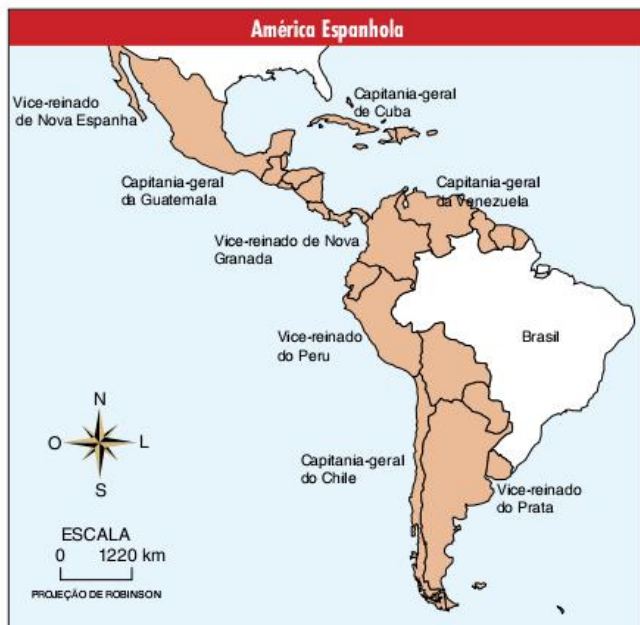 América Espanhola
Vice-reinado
de Nova Espanha
Capitania-geral
de Cuba
Capitania-geral
da Guatemala
Capitania-geral
da Venezuela
Vice-reinado de Nova
Granada
Vice-reinado
do Peru
Brasil
N
O
L
S
Capitania-geral
do Chile
Vice-reinado
do Prata
ESCALA
0 1220 km
PROJEÇÃO DE ROBINSON